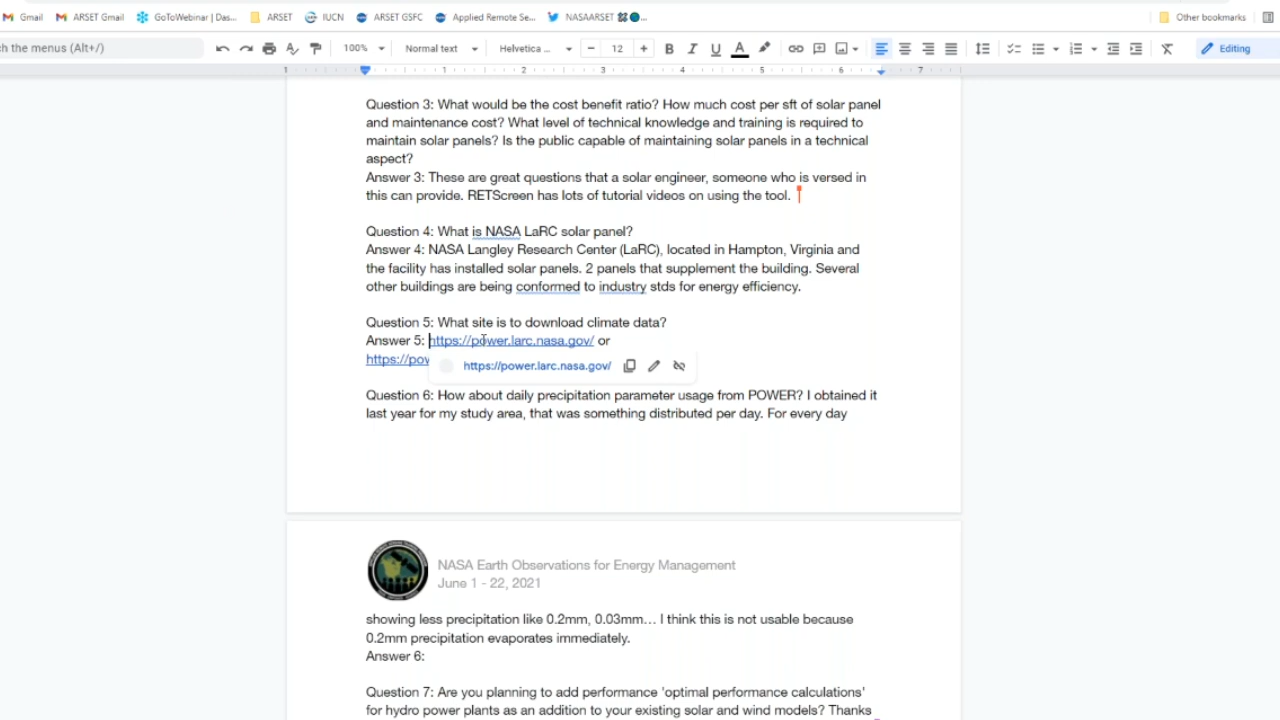 Gmail ARSET Gmail GoToWebinar | Das... ARSET IUCN ARSET GSFC Applied Remote Se... NASAARSET Other bookmarks
ch the menus (Alt+/) 100% Normal text Helvetica ... 12 B I U A Editing
1 1 2 3 4 5 6 7
Question 3: What would be the cost benefit ratio? How much cost per sft of solar panel
and maintenance cost? What level of technical knowledge and training is required to
maintain solar panels? Is the public capable of maintaining solar panels in a technical
aspect?
Answer 3: These are great questions that a solar engineer, someone who is versed in
this can provide. RETScreen has lots of tutorial videos on using the tool.
Question 4: What is NASA LaRC solar panel?
Answer 4: NASA Langley Research Center (LaRC), located in Hampton, Virginia and
the facility has installed solar panels. 2 panels that supplement the building. Several
other buildings are being conformed to industry stds for energy efficiency.
Question 5: What site is to download climate data?
Answer 5: https://power.larc.nasa.gov/ or
https://pow
https://power.larc.nasa.gov/
Question 6: How about daily precipitation parameter usage from POWER? I obtained it
last year for my study area, that was something distributed per day. For every day
NASA Earth Observations for Energy Management
June 1 - 22, 2021
showing less precipitation like 0.2mm, 0.03mm… I think this is not usable because
0.2mm precipitation evaporates immediately.
Answer 6:
Question 7: Are you planning to add performance 'optimal performance calculations'
for hydro power plants as an addition to your existing solar and wind models? Thanks